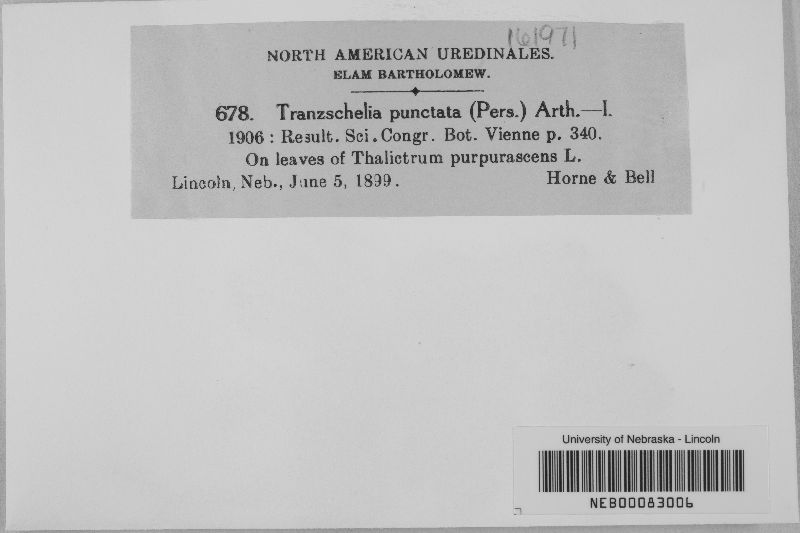 161971
NORTH AMERICAN UREDINALES.
ELAM BARTHOLOMEW.
678. Tranzschelia punctata (Pers.) Arth.—I.
1906 : Result. Sci. Congr. Bot. Vienne p. 340.
On leaves of Thalictrum purpurascens L.
Lincoln, Neb., June 5, 1899. Horne & Bell
University of Nebraska - Lincoln
NEB00083006